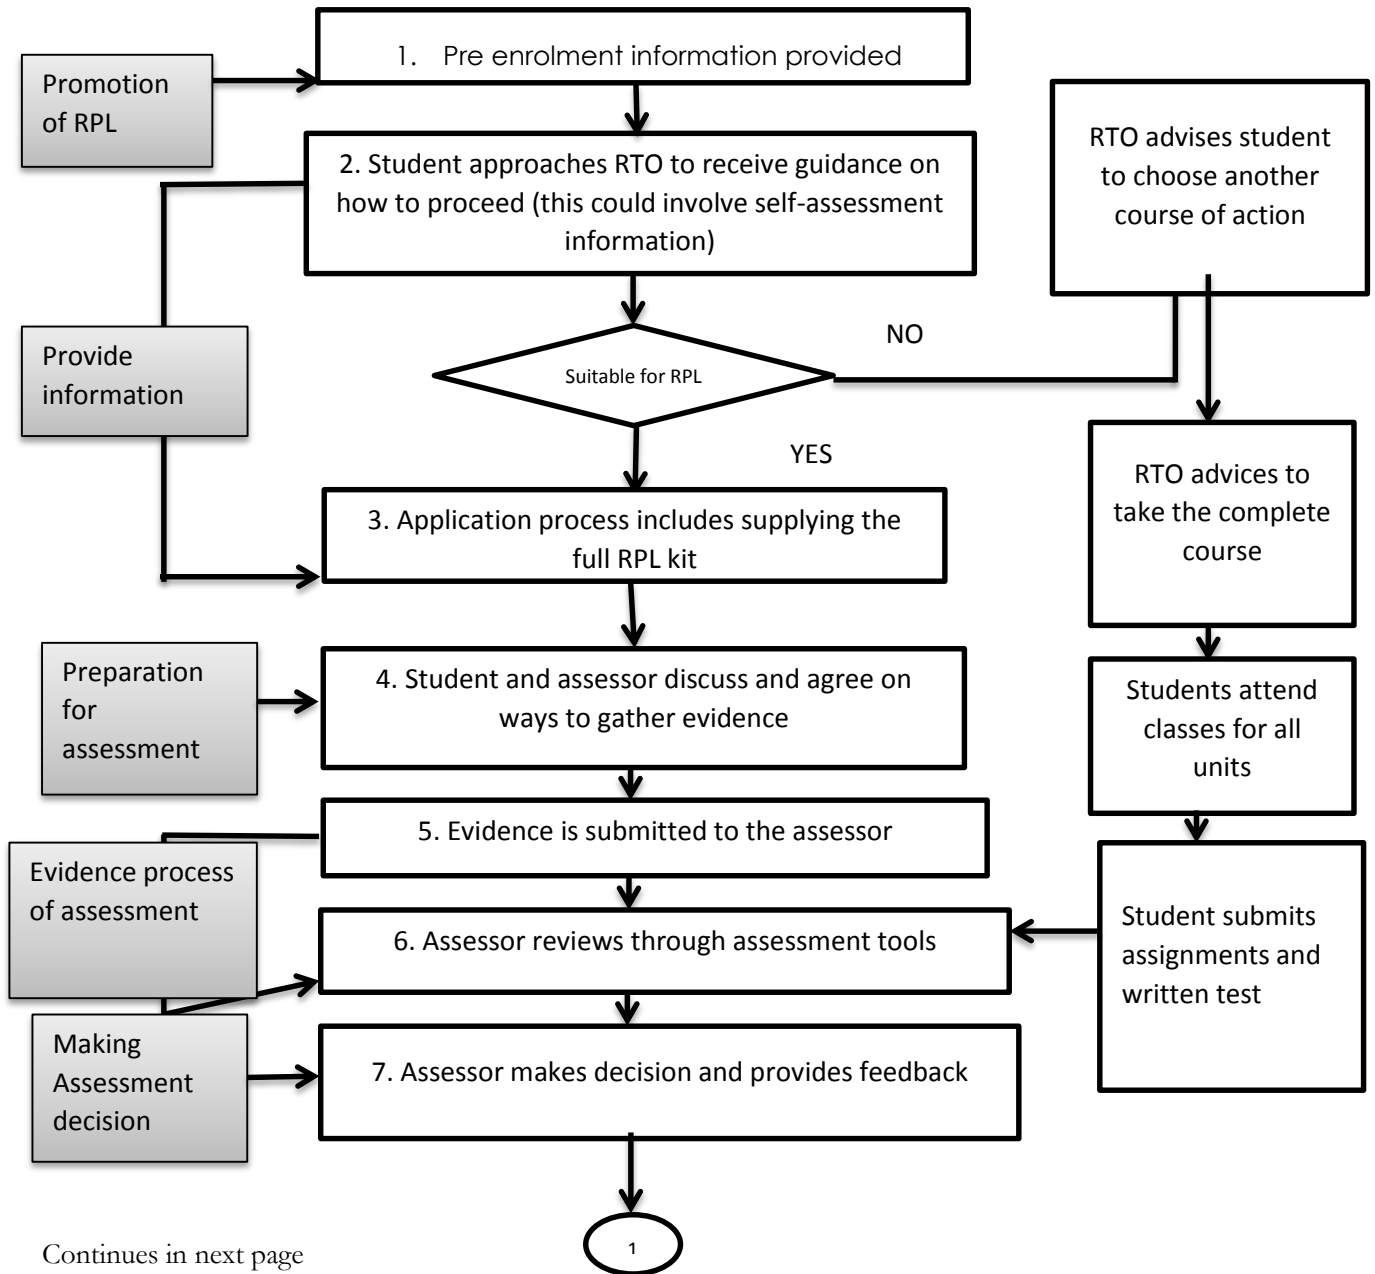 1. Pre enrolment information provided
Promotion
of RPL
2. Student approaches RTO to receive guidance on
how to proceed (this could involve self-assessment
information)
RTO advises student
to choose another
course of action
NO
Provide
information
Suitable for RPL
YES
RTO advices to
take the complete
course
3. Application process includes supplying the
full RPL kit
Preparation
for
assessment
4. Student and assessor discuss and agree on
ways to gather evidence
Students attend
classes for all
units
5. Evidence is submitted to the assessor
Evidence process
of assessment
6. Assessor reviews through assessment tools
Student submits
assignments and
written test
Making
Assessment
decision
7. Assessor makes decision and provides feedback
1
Continues in next page